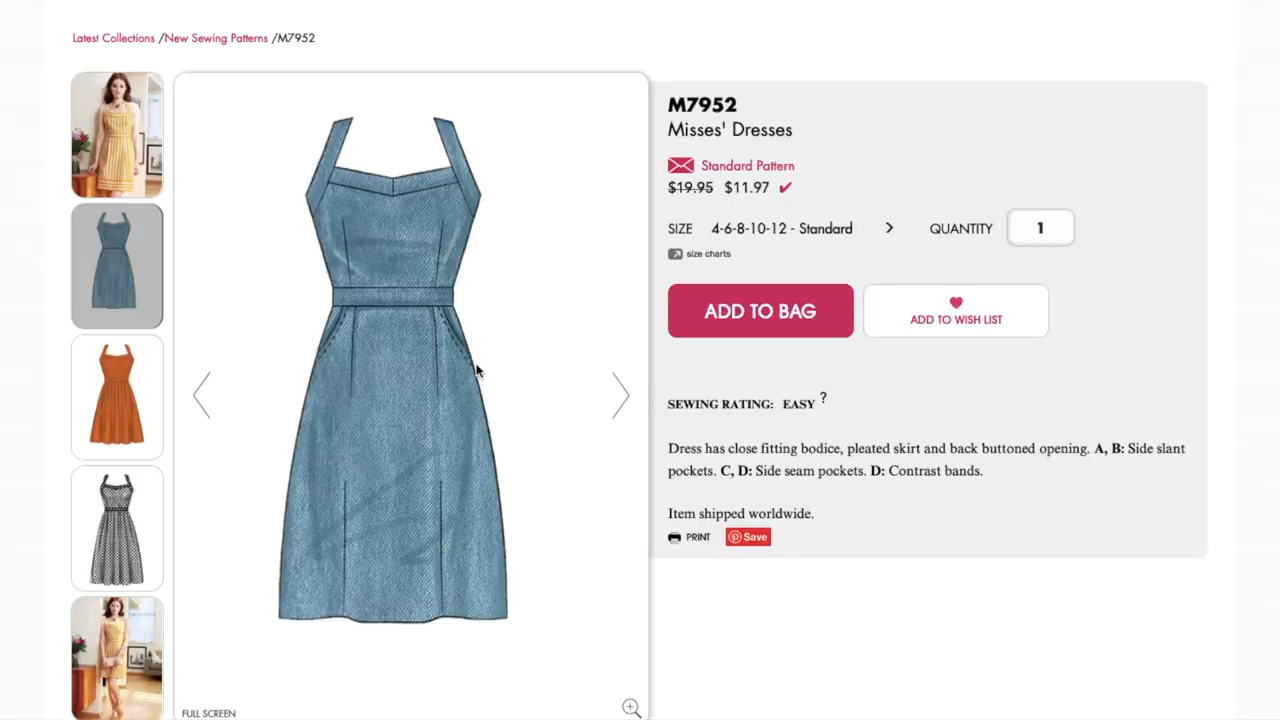 Latest Collections /New Sewing Patterns /M7952
M7952
Misses' Dresses
Standard Pattern
$19.95 $11.97
SIZE 4-6-8-10-12 - Standard > QUANTITY 1
size charts
ADD TO BAG
ADD TO WISH LIST
SEWING RATING: EASY ?
Dress has close fitting bodice, pleated skirt and back buttoned opening. A, B: Side slant
pockets. C, D: Side seam pockets. D: Contrast bands.
Item shipped worldwide.
PRINT Save
FULL SCREEN